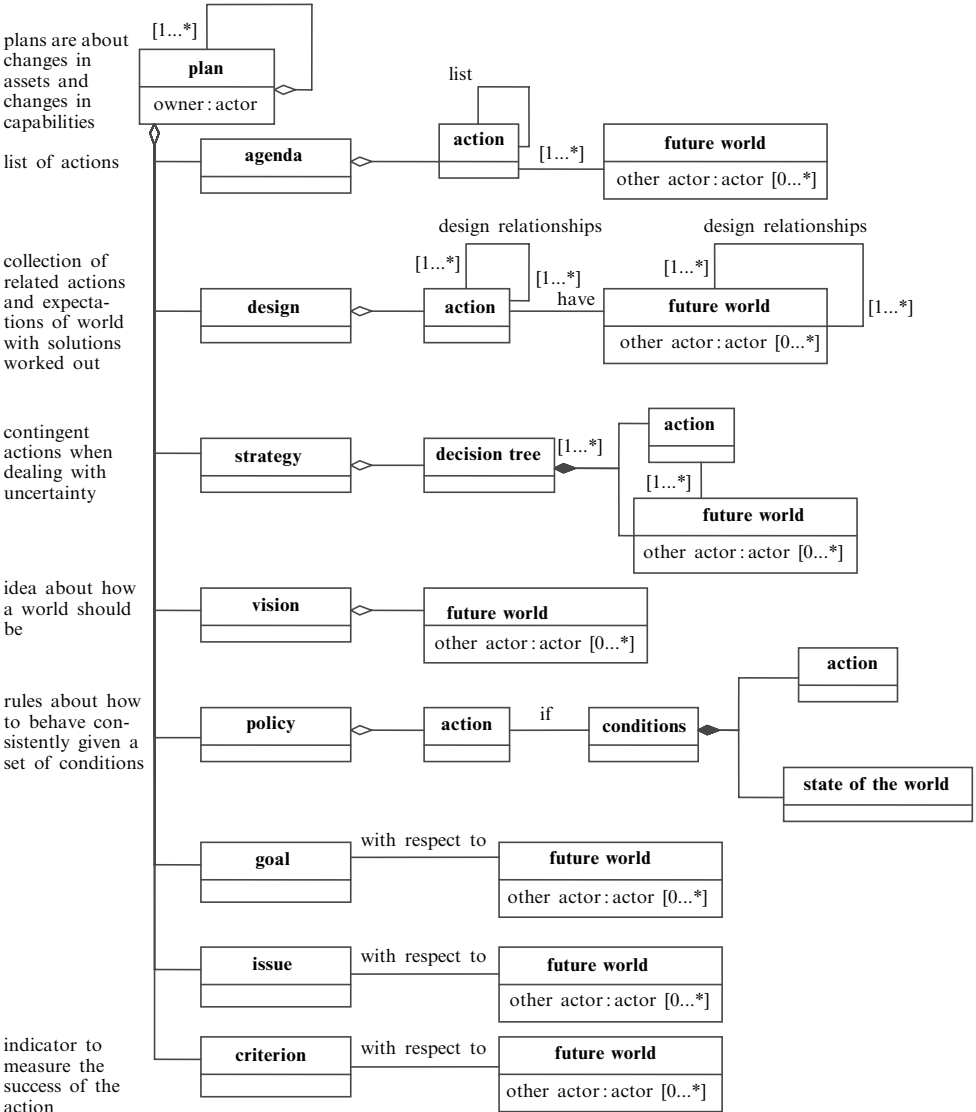 plans are about
changes in
assets and
changes in
capabilities
[1...*]
plan
owner : actor
list of actions
agenda
list
action
[1...*]
future world
other actor : actor [0...*]
collection of
related actions
and expecta-
tions of world
with solutions
worked out
design
design relationships
[1...*]
[1...*]
action
have
design relationships
[1...*]
[1...*]
future world
other actor : actor [0...*]
contingent
actions when
dealing with
uncertainty
strategy
decision tree
[1...*]
action
[1...*]
future world
other actor : actor [0...*]
idea about how
a world should
be
vision
future world
other actor : actor [0...*]
rules about how
to behave con-
sistently given a
set of conditions
policy
action
if
conditions
action
state of the world
goal
with respect to
future world
other actor : actor [0...*]
issue
with respect to
future world
other actor : actor [0...*]
indicator to
measure the
success of the
action
criterion
with respect to
future world
other actor : actor [0...*]